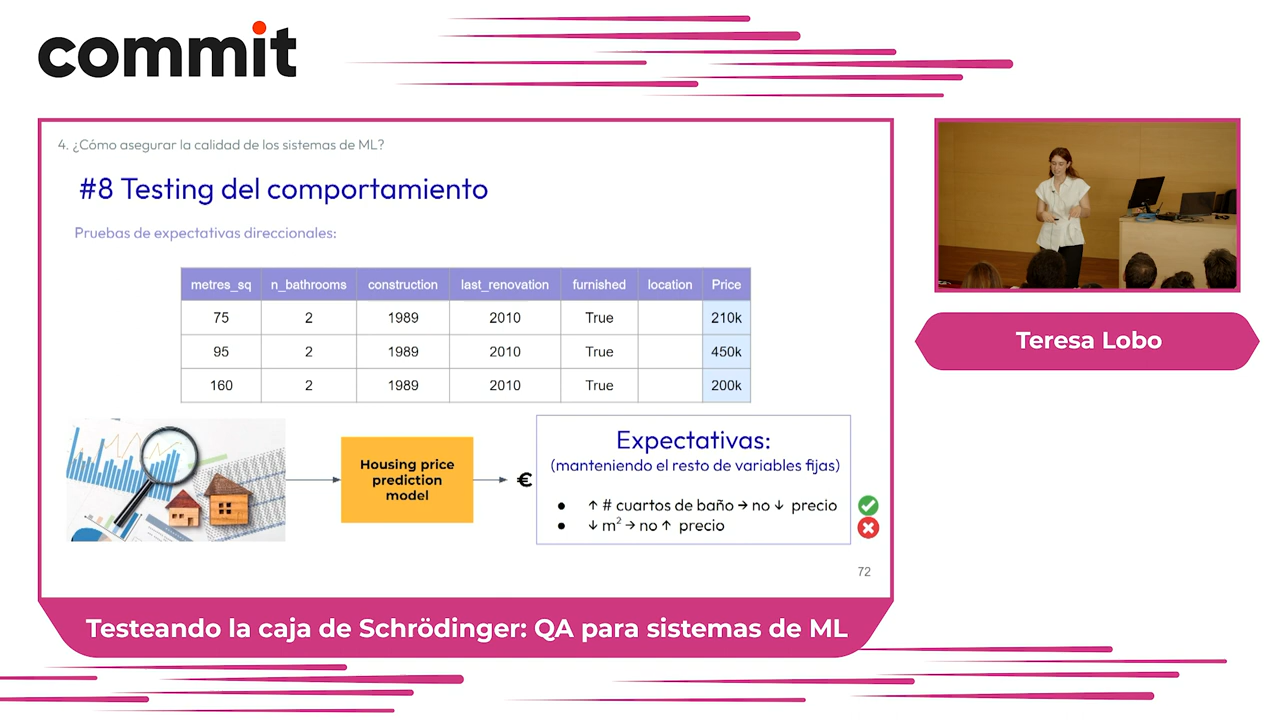 commit
4. ¿Cómo asegurar la calidad de los sistemas de ML?
#8 Testing del comportamiento
Pruebas de expectativas direccionales:
metres_sq n_bathrooms construction last_renovation furnished location Price
75 2 1989 2010 True 210k
95 2 1989 2010 True 450k
160 2 1989 2010 True 200k
Housing price
prediction
model
€
Expectativas:
(manteniendo el resto de variables fijas)
● ↑ # cuartos de baño → no ↓ precio
● ↓ m² → no ↑ precio
72
Teresa Lobo
Testeando la caja de Schrödinger: QA para sistemas de ML